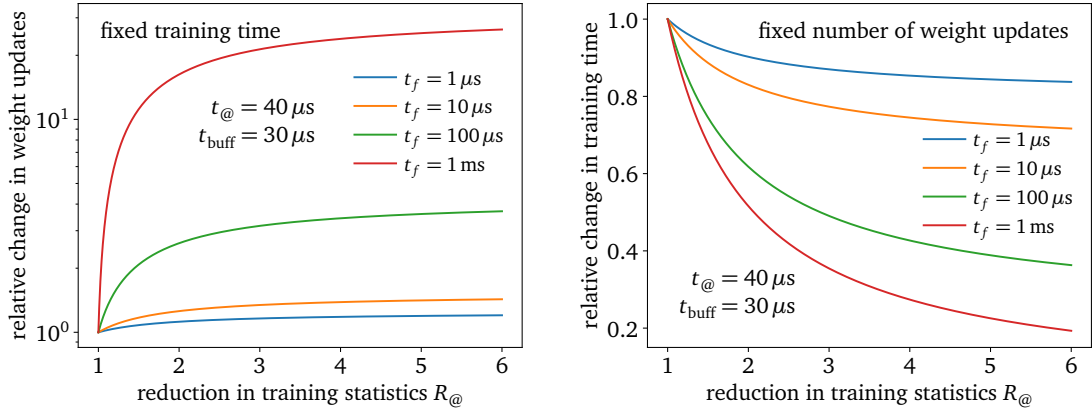 fixed training time
relative change in weight updates
10¹
10⁰
t_f = 1 μs
t_f = 10 μs
t_f = 100 μs
t_f = 1 ms
t_@ = 40 μs
t_buff = 30 μs
1 2 3 4 5 6
reduction in training statistics R_@
fixed number of weight updates
relative change in training time
1.0
0.8
0.6
0.4
0.2
t_f = 1 μs
t_f = 10 μs
t_f = 100 μs
t_f = 1 ms
t_@ = 40 μs
t_buff = 30 μs
1 2 3 4 5 6
reduction in training statistics R_@